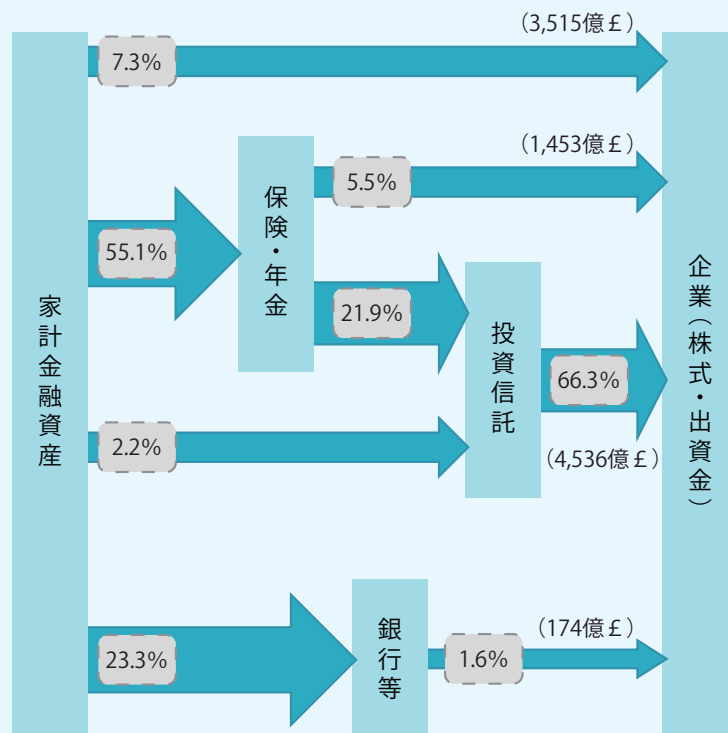 (3,515億£)
7.3%
(1,453億£)
5.5%
保険・年金
55.1%
21.9%
家計金融資産
投資信託
66.3%
企業(株式・出資金)
2.2%
(4,536億£)
銀行等
(174億£)
23.3%
1.6%